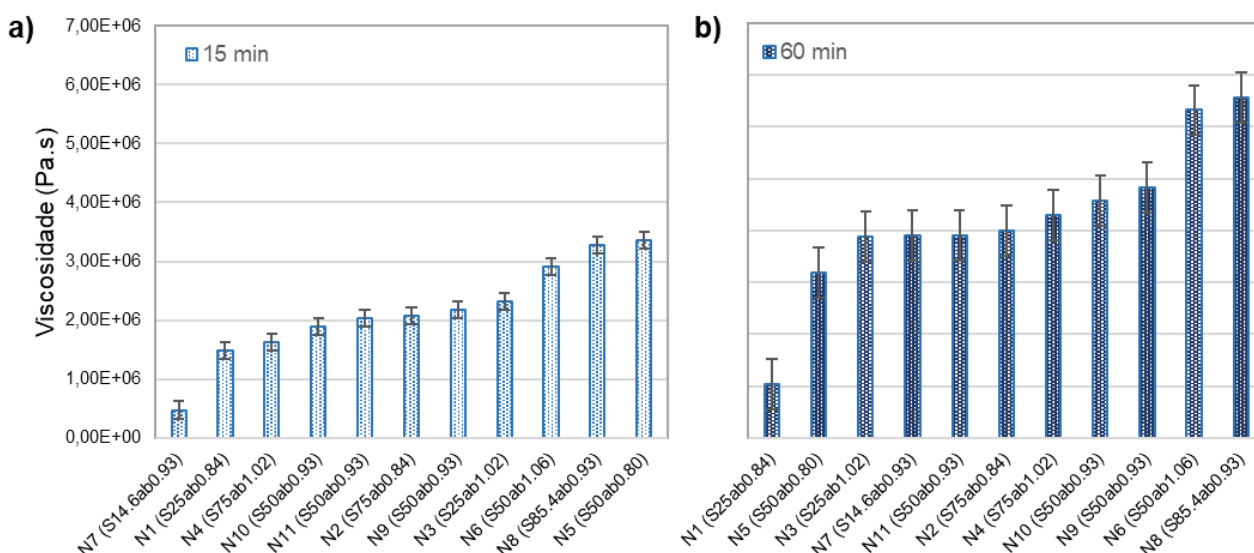 a)
7,00E+06
15 min
6,00E+06
5,00E+06
4,00E+06
3,00E+06
2,00E+06
1,00E+06
0,00E+00
Viscosidade (Pa.s)
N7 (S14.6ab0.93)
N1 (S25ab0.84)
N4 (S75ab1.02)
N10 (S50ab0.93)
N11 (S50ab0.93)
N2 (S75ab0.84)
N9 (S50ab0.93)
N3 (S25ab1.02)
N6 (S50ab1.06)
N8 (S85.4ab0.93)
N5 (S50ab0.80)
b)
60 min
N1 (S25ab0.84)
N5 (S50ab0.80)
N3 (S25ab1.02)
N7 (S14.6ab0.93)
N11 (S50ab0.93)
N2 (S75ab0.84)
N4 (S75ab1.02)
N10 (S50ab0.93)
N9 (S50ab0.93)
N6 (S50ab1.06)
N8 (S85.4ab0.93)